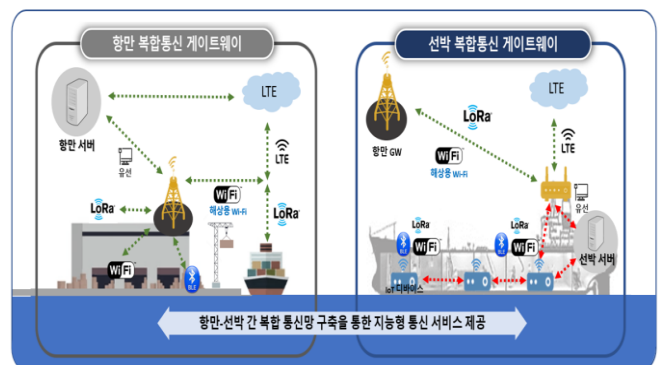 항만 복합통신 게이트웨이
선박 복합통신 게이트웨이
LTE
항만 서버
유선
LTE
WiFi
해상용 Wi-Fi
LoRa
LoRa
WiFi
BLE
LTE
LoRa
항만 GW
WiFi
해상용 Wi-Fi
LTE
유선
LoRa
WiFi
LoRa
WiFi
선박 서버
IoT 디바이스
항만-선박 간 복합 통신망 구축을 통한 지능형 통신 서비스 제공